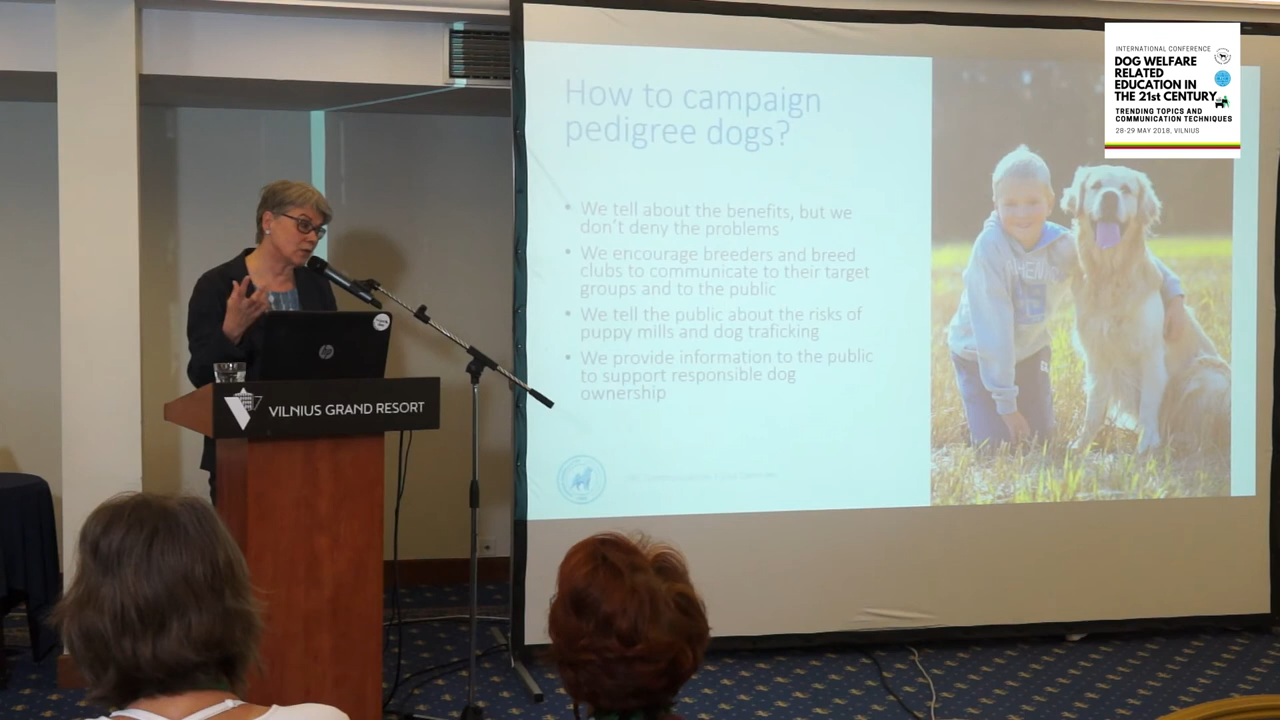 INTERNATIONAL CONFERENCE
DOG WELFARE
RELATED
EDUCATION IN
THE 21st CENTURY
TRENDING TOPICS AND
COMMUNICATION TECHNIQUES
28-29 MAY 2018, VILNIUS
How to campaign
pedigree dogs?
• We tell about the benefits, but we
don't deny the problems
• We encourage breeders and breed
clubs to communicate to their target
groups and to the public
• We tell the public about the risks of
puppy mills and dog traficking
• We provide information to the public
to support responsible dog
ownership
hp
VILNIUS GRAND RESORT